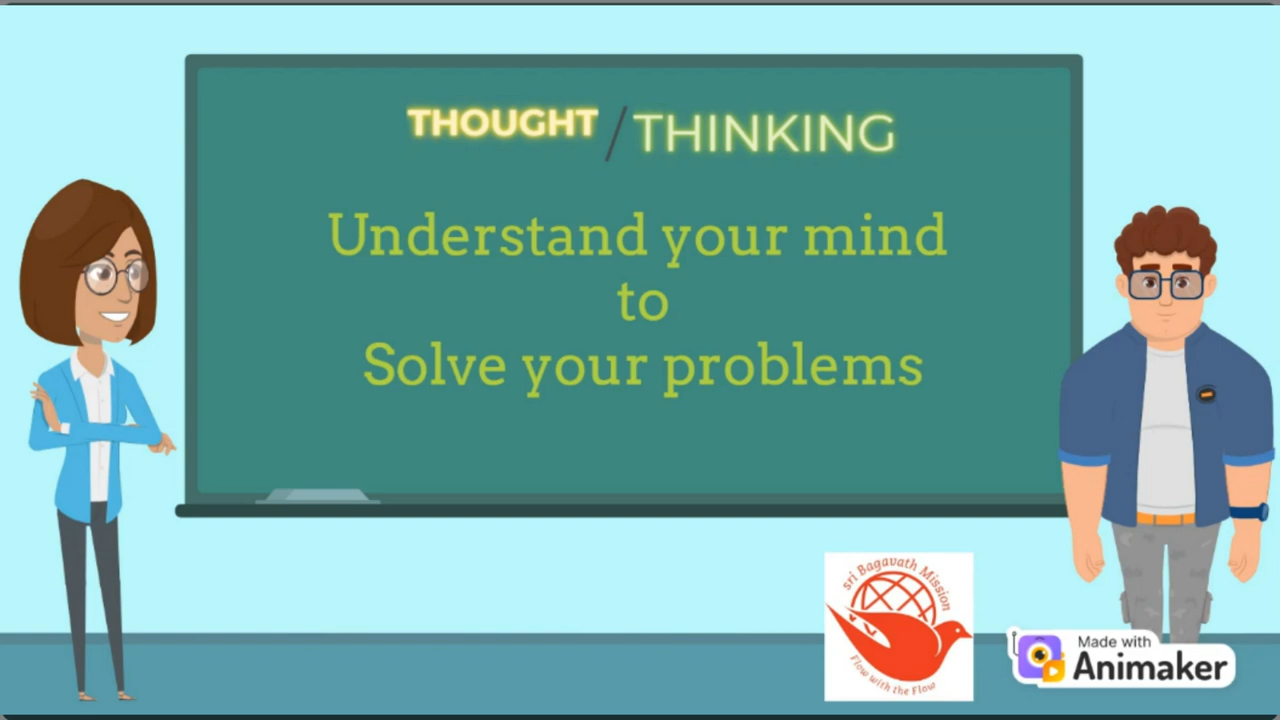 THOUGHT / THINKING
Understand your mind
to
Solve your problems
sri Bagavath Mission
Flow with the Flow
Made with
Animaker